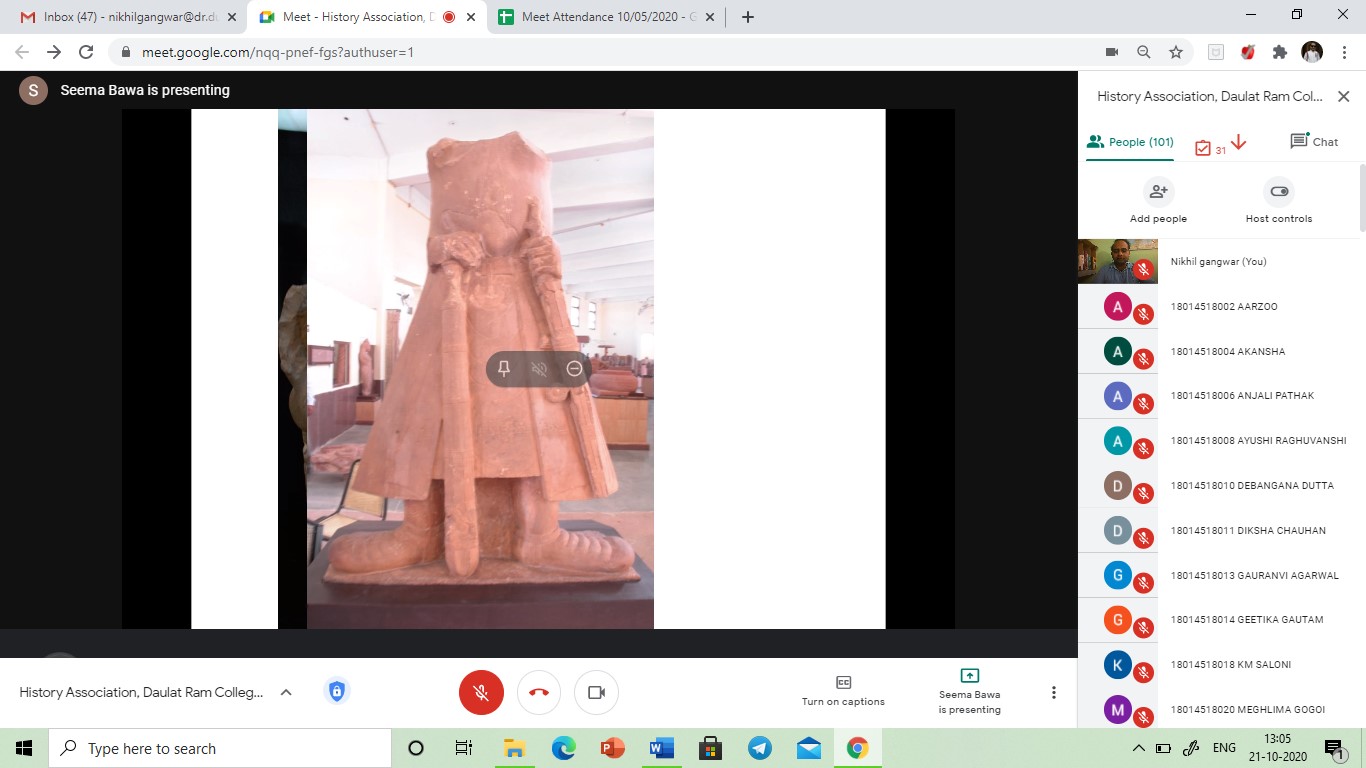 Inbox (47) - nikhilgangwar@dr.du
Meet - History Association, D
Meet Attendance 10/05/2020 - G
meet.google.com/nqq-pnef-fgs?authuser=1
S
Seema Bawa is presenting
History Association, Daulat Ram Col...
People (101)
31
Chat
Add people
Host controls
Nikhil gangwar (You)
A
18014518002 AARZOO
A
18014518004 AKANSHA
A
18014518006 ANJALI PATHAK
A
18014518008 AYUSHI RAGHUVANSHI
D
18014518010 DEBANGANA DUTTA
D
18014518011 DIKSHA CHAUHAN
G
18014518013 GAURANVI AGARWAL
G
18014518014 GEETIKA GAUTAM
K
18014518018 KM SALONI
M
18014518020 MEGHLIMA GOGOI
History Association, Daulat Ram Colleg...
CC
Turn on captions
Seema Bawa
is presenting
Type here to search
ENG
13:05
21-10-2020
1